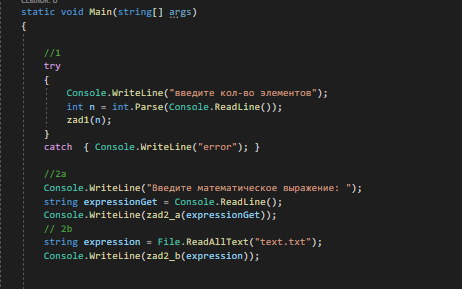 static void Main(string[] args)
{
//1
try
{
Console.WriteLine("введите кол-во элементов");
int n = int.Parse(Console.ReadLine());
zad1(n);
}
catch { Console.WriteLine("error"); }
//2a
Console.WriteLine("Введите математическое выражение: ");
string expressionGet = Console.ReadLine();
Console.WriteLine(zad2_a(expressionGet));
// 2b
string expression = File.ReadAllText("text.txt");
Console.WriteLine(zad2_b(expression));